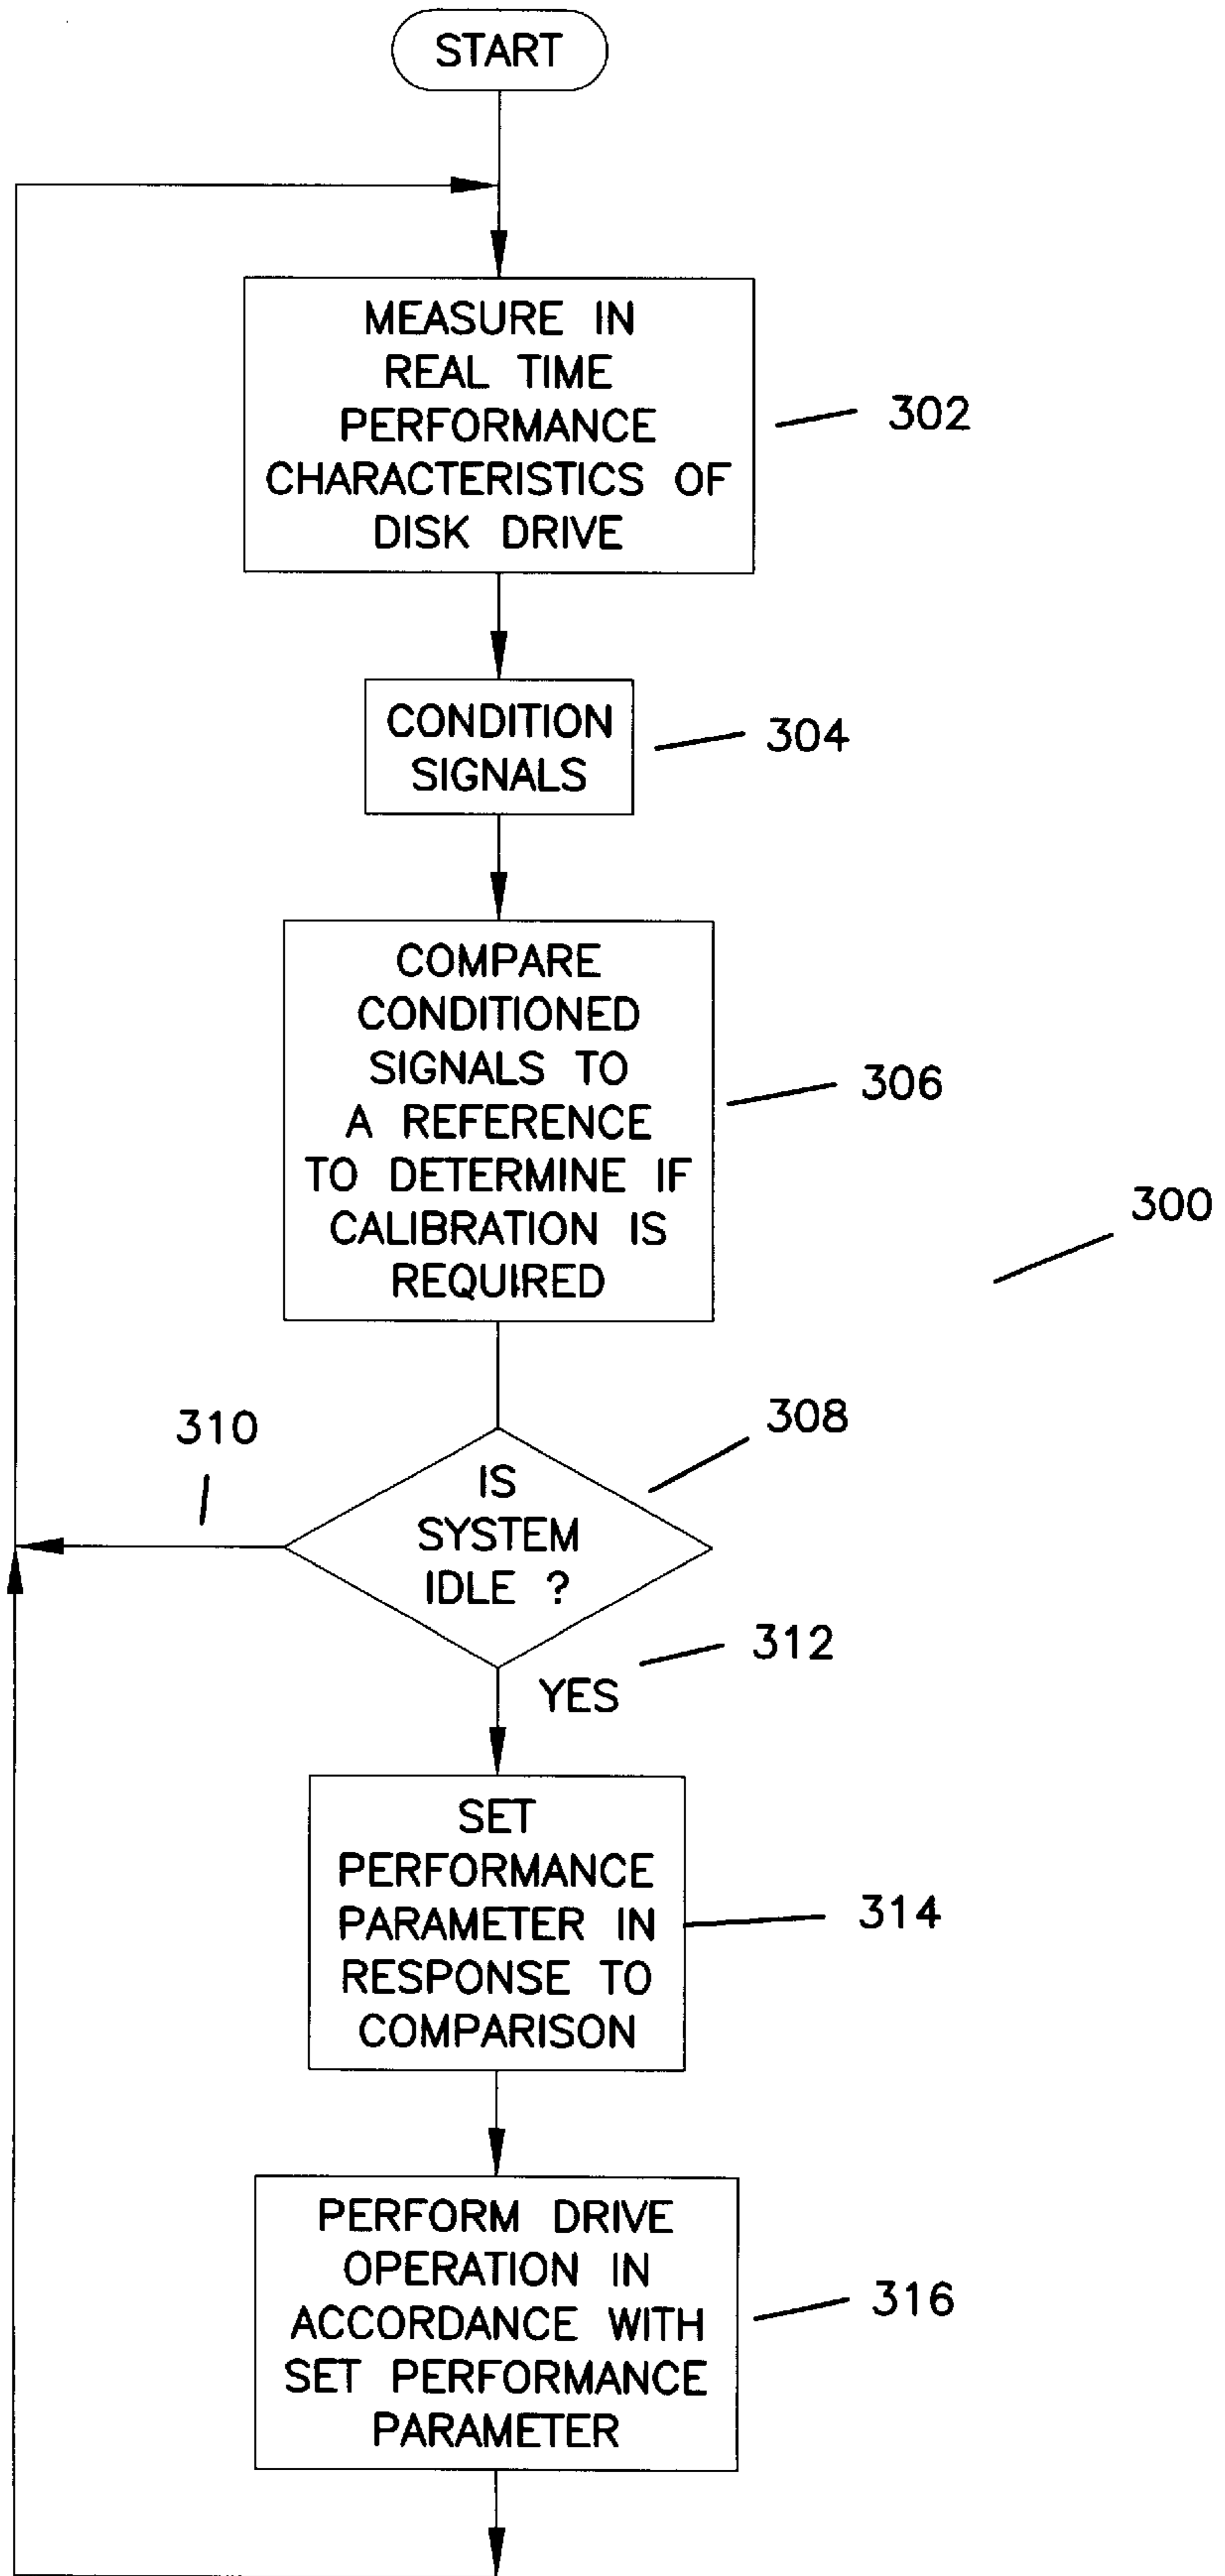 START
MEASURE IN
REAL TIME
PERFORMANCE
CHARACTERISTICS OF
DISK DRIVE
302
CONDITION
SIGNALS
304
COMPARE
CONDITIONED
SIGNALS TO
A REFERENCE
TO DETERMINE IF
CALIBRATION IS
REQUIRED
306
300
310
308
IS
SYSTEM
IDLE ?
312
YES
SET
PERFORMANCE
PARAMETER IN
RESPONSE TO
COMPARISON
314
PERFORM DRIVE
OPERATION IN
ACCORDANCE WITH
SET PERFORMANCE
PARAMETER
316